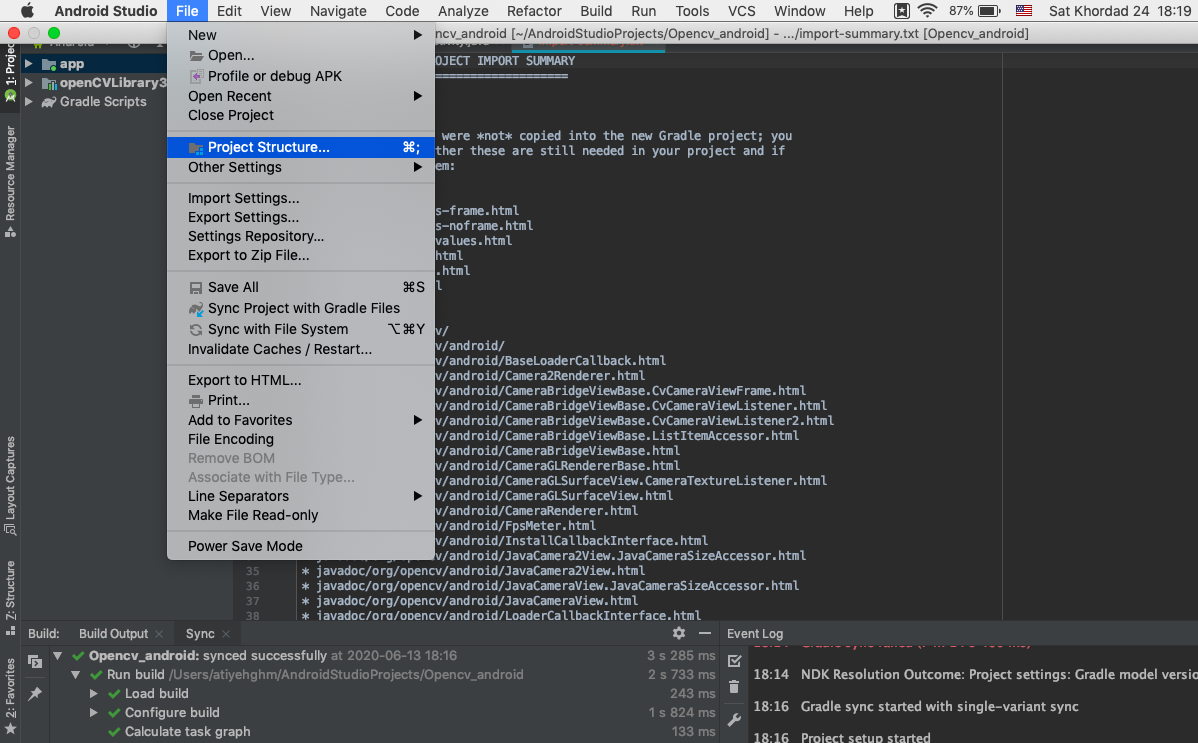 Android Studio File Edit View Navigate Code Analyze Refactor Build Run Tools VCS Window Help 87% Sat Khordad 24 18:19
ncv_android [~/AndroidStudioProjects/Opencv_android] - .../import-summary.txt [Opencv_android]
1: Project
Resource Manager
Layout Captures
Z: Structure
2: Favorites
app
openCVLibrary3
Gradle Scripts
New
Open...
Profile or debug APK
Open Recent
Close Project
Project Structure... ⌘;
Other Settings
Import Settings...
Export Settings...
Settings Repository...
Export to Zip File...
Save All ⌘S
Sync Project with Gradle Files
Sync with File System ⌥⌘Y
Invalidate Caches / Restart...
Export to HTML...
Print...
Add to Favorites
File Encoding
Remove BOM
Associate with File Type...
Line Separators
Make File Read-only
Power Save Mode
OJECT IMPORT SUMMARY
===================
were *not* copied into the new Gradle project; you
ther these are still needed in your project and if
em:
s-frame.html
s-noframe.html
values.html
html
.html
l
v/
v/android/
v/android/BaseLoaderCallback.html
v/android/Camera2Renderer.html
v/android/CameraBridgeViewBase.CvCameraViewFrame.html
v/android/CameraBridgeViewBase.CvCameraViewListener.html
v/android/CameraBridgeViewBase.CvCameraViewListener2.html
v/android/CameraBridgeViewBase.ListItemAccessor.html
v/android/CameraBridgeViewBase.html
v/android/CameraGLRendererBase.html
v/android/CameraGLSurfaceView.CameraTextureListener.html
v/android/CameraGLSurfaceView.html
v/android/CameraRenderer.html
v/android/FpsMeter.html
v/android/InstallCallbackInterface.html
v/android/JavaCamera2View.JavaCameraSizeAccessor.html
35 * javadoc/org/opencv/android/JavaCamera2View.html
36 * javadoc/org/opencv/android/JavaCameraView.JavaCameraSizeAccessor.html
37 * javadoc/org/opencv/android/JavaCameraView.html
38 * javadoc/org/opencv/android/LoaderCallbackInterface.html
Build: Build Output × Sync ×
Opencv_android: synced successfully at 2020-06-13 18:16 3 s 285 ms
Run build /Users/atiyehghm/AndroidStudioProjects/Opencv_android 2 s 733 ms
Load build 243 ms
Configure build 1 s 824 ms
Calculate task graph 133 ms
Event Log
18:14 NDK Resolution Outcome: Project settings: Gradle model versio
18:16 Gradle sync started with single-variant sync
18:16 Project setup started